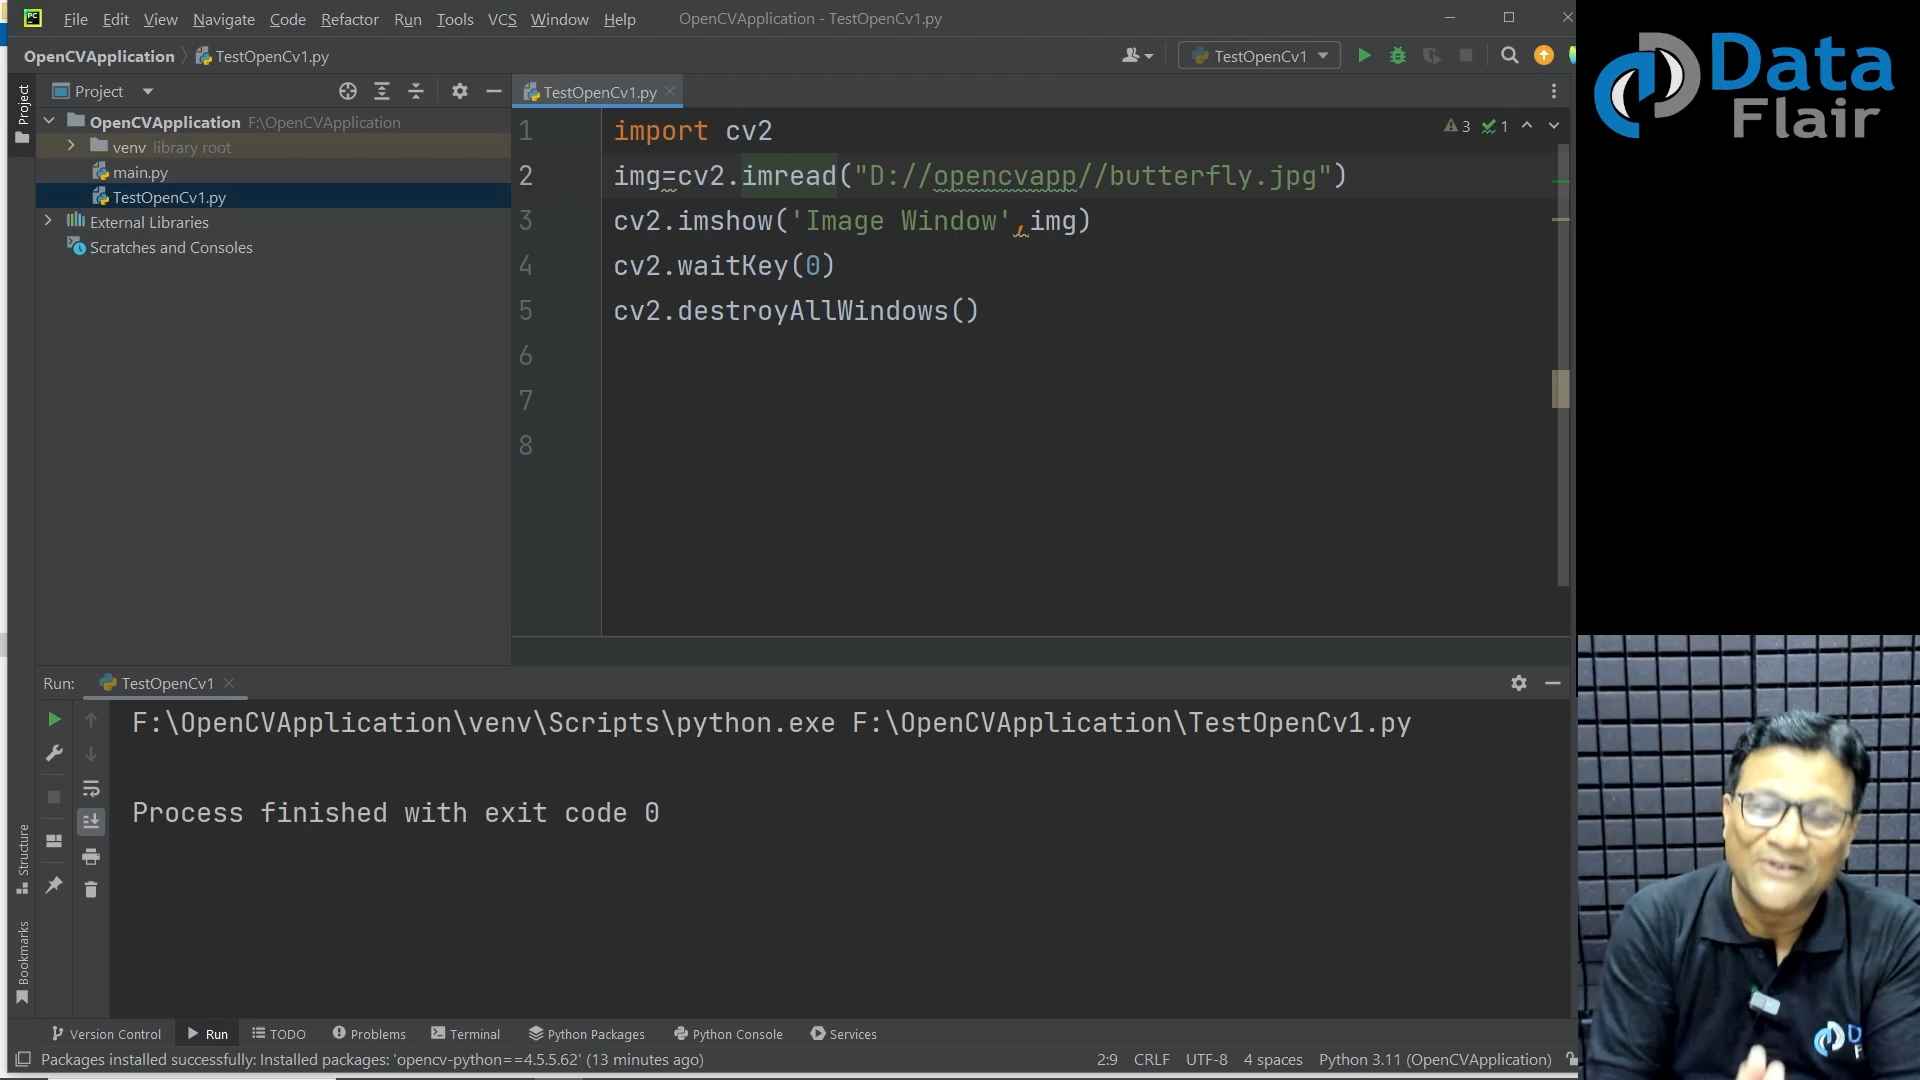 File Edit View Navigate Code Refactor Run Tools VCS Window Help OpenCVApplication - TestOpenCv1.py
OpenCVApplication TestOpenCv1.py TestOpenCv1
Project
Project
TestOpenCv1.py
OpenCVApplication F:\OpenCVApplication
venv library root
main.py
TestOpenCv1.py
External Libraries
Scratches and Consoles
3 1
1 import cv2
2 img=cv2.imread("D://opencvapp//butterfly.jpg")
3 cv2.imshow('Image Window',img)
4 cv2.waitKey(0)
5 cv2.destroyAllWindows()
6
7
8
Data
Flair
Run: TestOpenCv1
F:\OpenCVApplication\venv\Scripts\python.exe F:\OpenCVApplication\TestOpenCv1.py
Process finished with exit code 0
Structure
Bookmarks
Version Control Run TODO Problems Terminal Python Packages Python Console Services
Packages installed successfully: Installed packages: 'opencv-python==4.5.5.62' (13 minutes ago) 2:9 CRLF UTF-8 4 spaces Python 3.11 (OpenCVApplication)